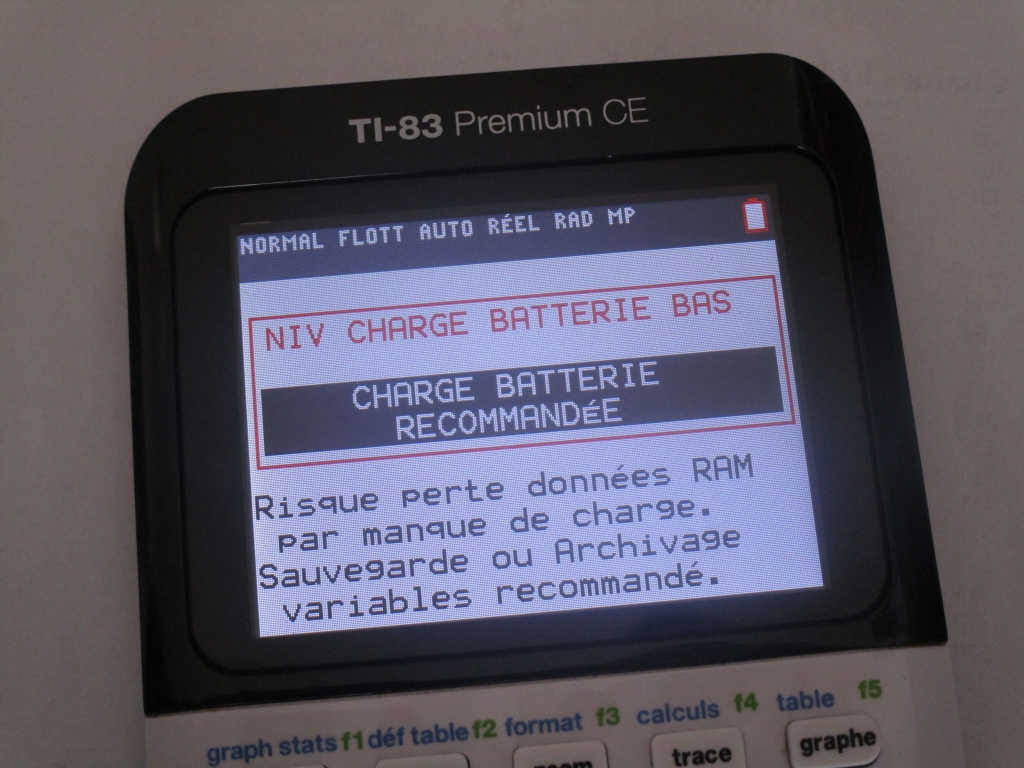 TI-83 Premium CE
NORMAL FLOTT AUTO RÉEL RAD MP
NIV CHARGE BATTERIE BAS
CHARGE BATTERIE
RECOMMANDéE
Risque perte données RAM
par manque de charge.
Sauvegarde ou Archivage
variables recommandé.
graph stats f1 déf table f2 format f3 calculs f4 table f5
zoom trace graphe